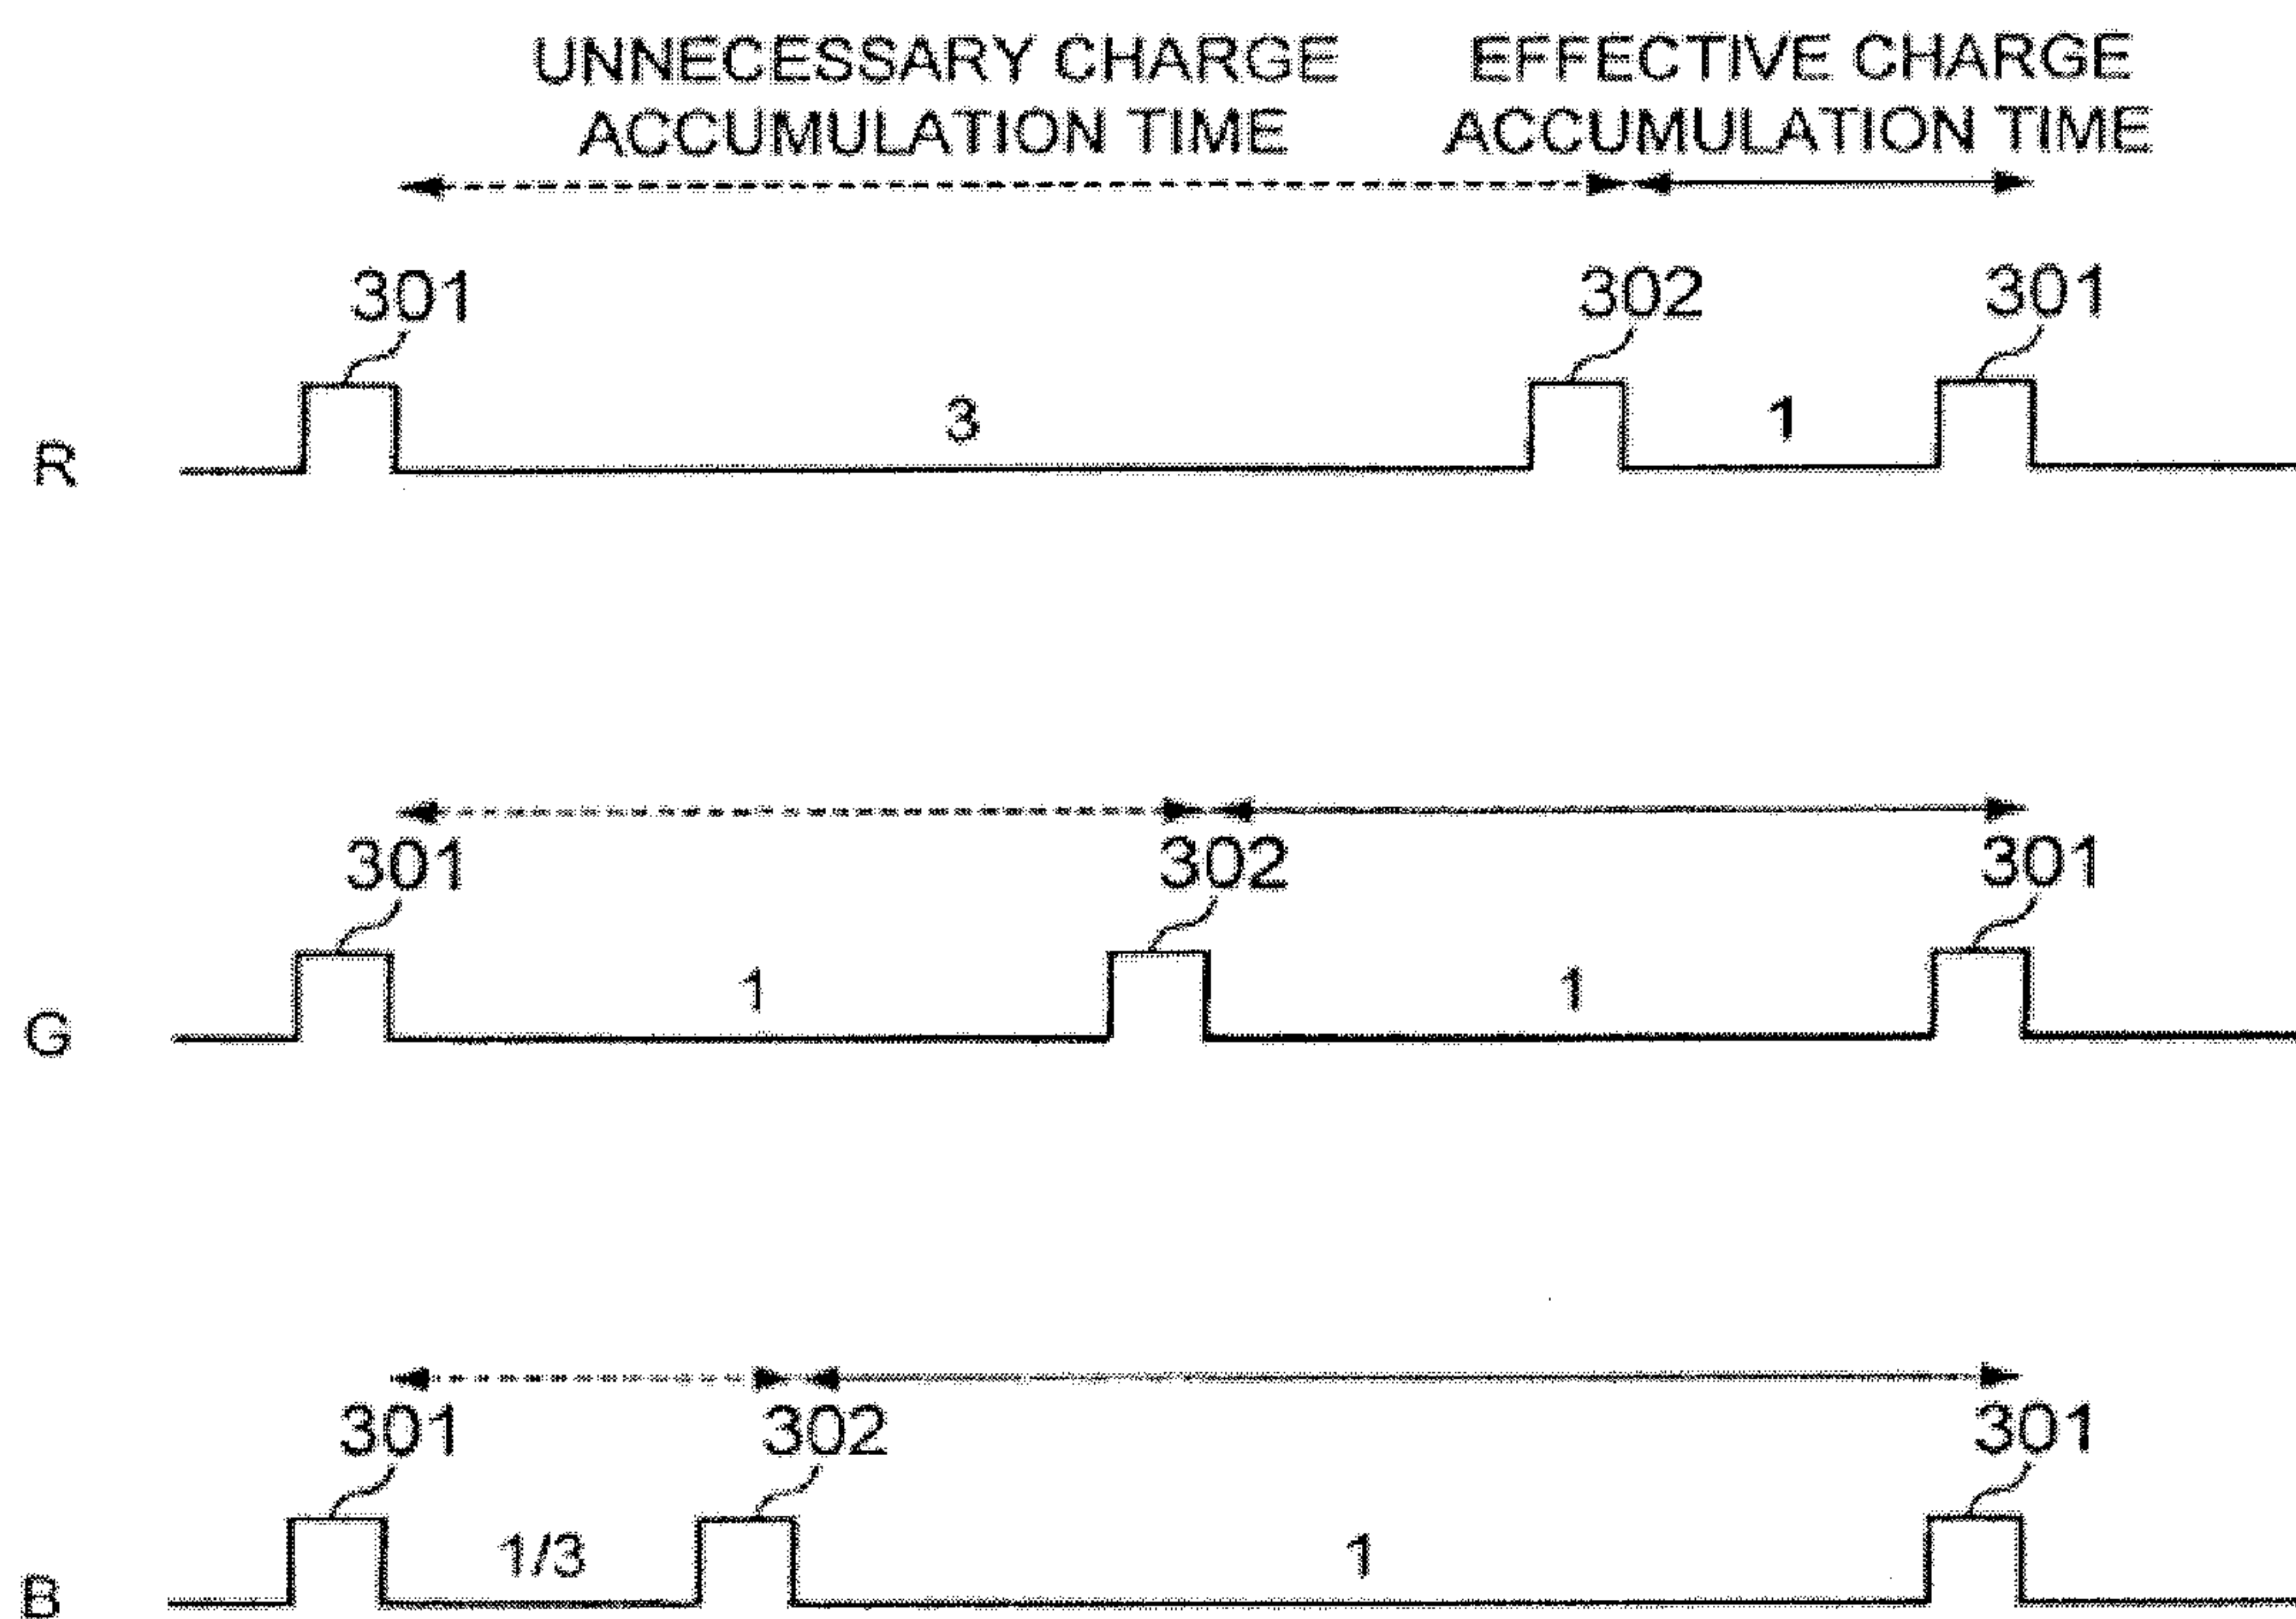 UNNECESSARY CHARGE
ACCUMULATION TIME
EFFECTIVE CHARGE
ACCUMULATION TIME
301
302
301
R
3
1
301
302
301
G
1
1
301
302
301
B
1/3
1